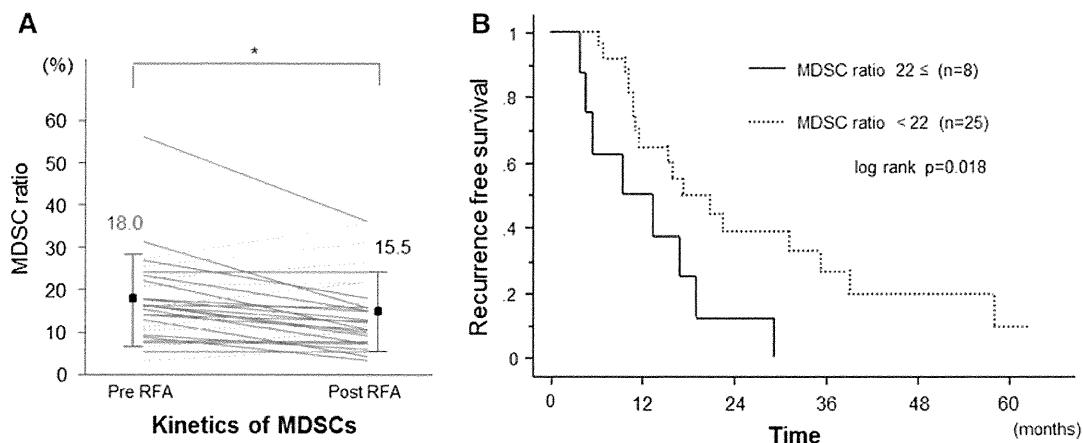 A
(%)
*
60
50
40
30
20
10
0
MDSC ratio
18.0
15.5
Pre RFA
Post RFA
Kinetics of MDSCs
B
1
.8
.6
.4
.2
0
Recurrence free survival
MDSC ratio 22 ≤ (n=8)
MDSC ratio < 22 (n=25)
log rank p=0.018
0
12
24
36
48
60
Time
(months)